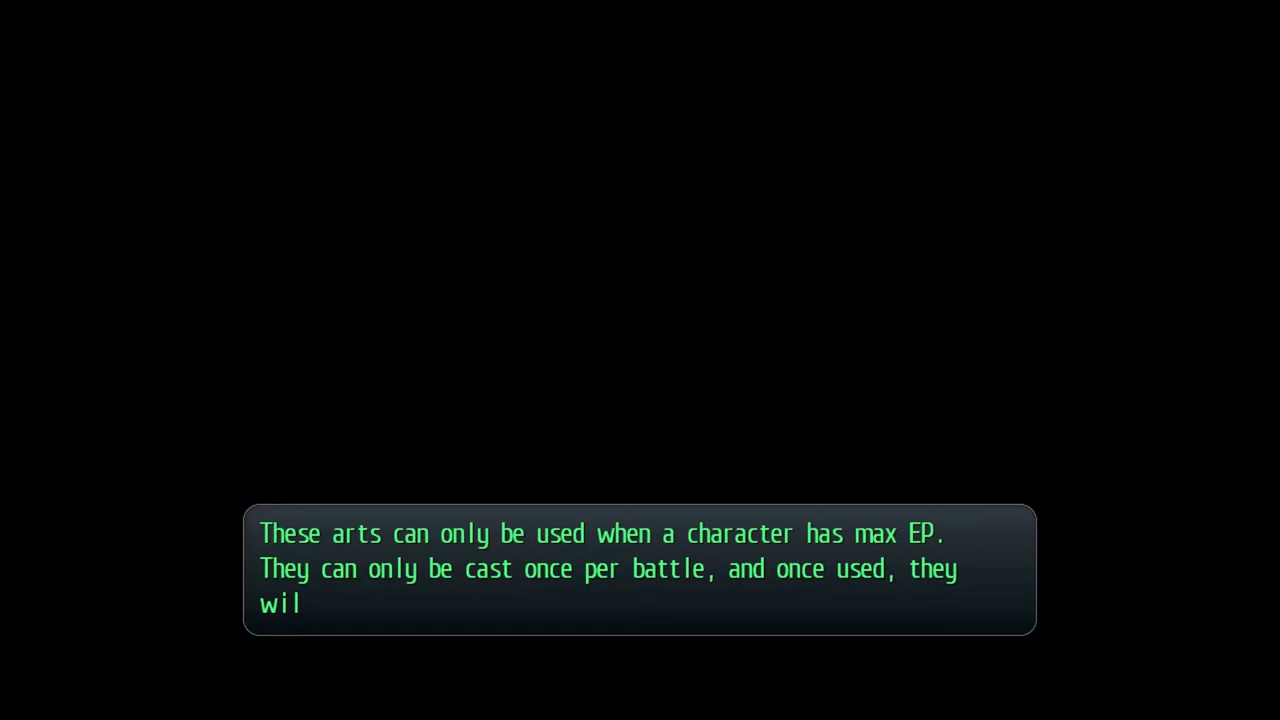 These arts can only be used when a character has max EP.
They can only be cast once per battle, and once used, they
wil